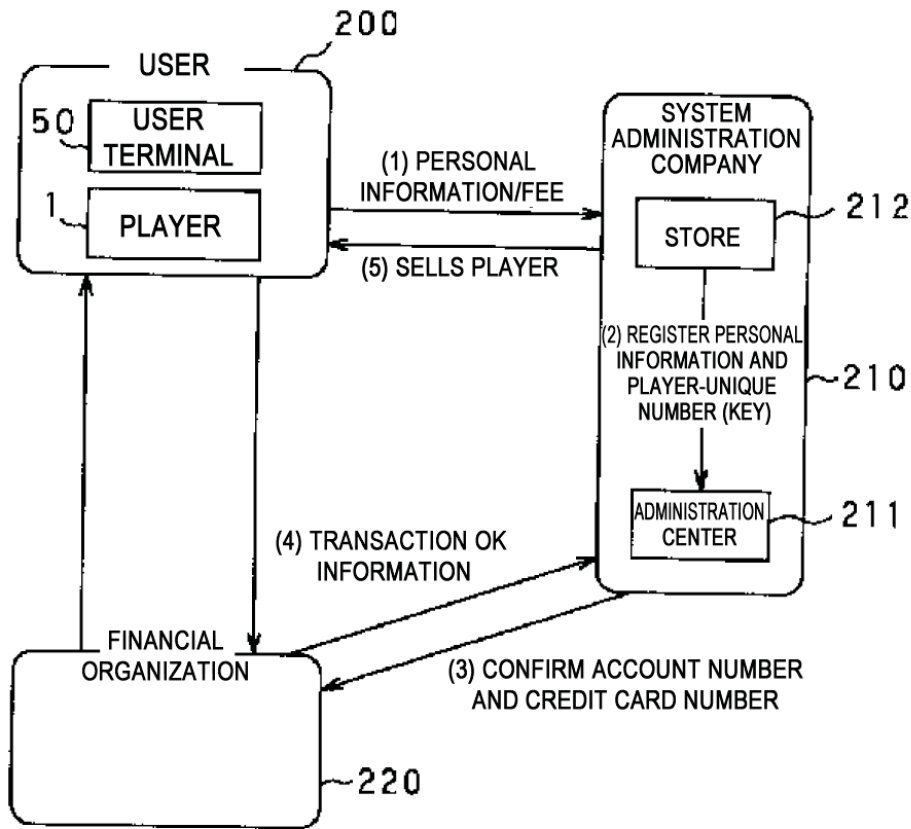 200
USER
50
USER
TERMINAL
1
PLAYER
(1) PERSONAL
INFORMATION/FEE
(5) SELLS PLAYER
SYSTEM
ADMINISTRATION
COMPANY
212
STORE
(2) REGISTER PERSONAL
INFORMATION AND
PLAYER-UNIQUE
NUMBER (KEY)
210
ADMINISTRATION
CENTER
211
(4) TRANSACTION OK
INFORMATION
FINANCIAL
ORGANIZATION
(3) CONFIRM ACCOUNT NUMBER
AND CREDIT CARD NUMBER
220